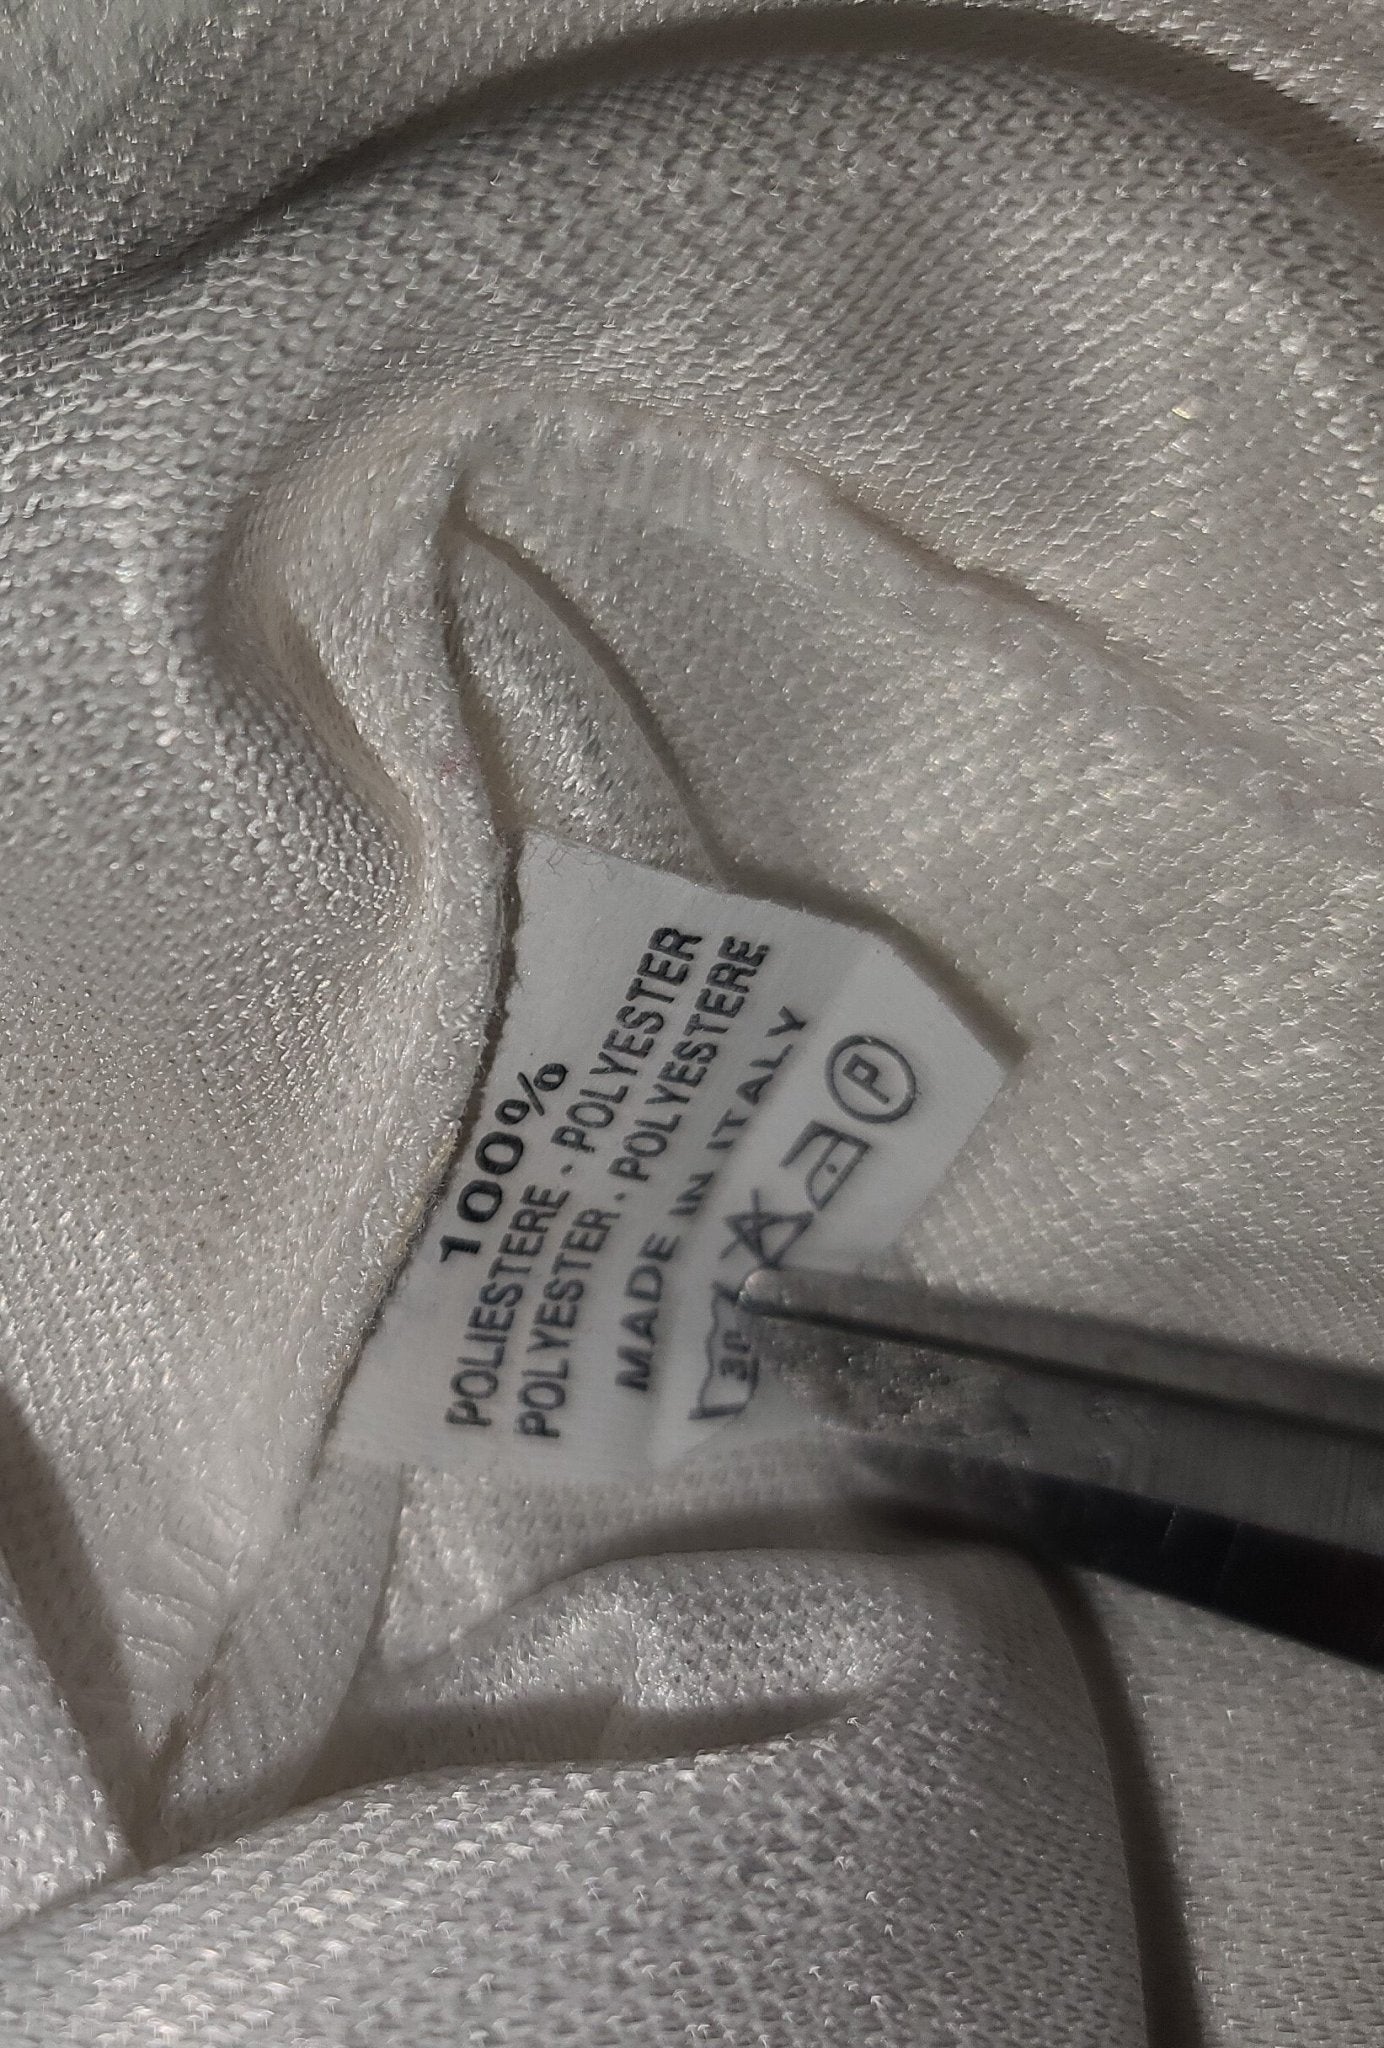 100%
POLIESTERE · POLYESTER
POLYESTER · POLYESTERE
MADE IN ITALY
P